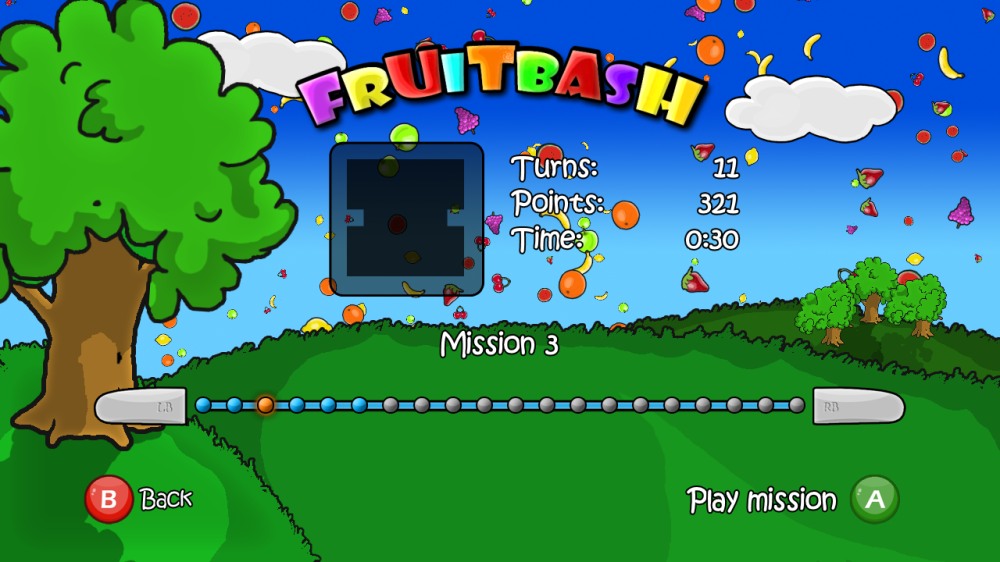 FRUITBASH
Turns: 11
Points: 321
Time: 0:30
Mission 3
LB RB
B Back Play mission A